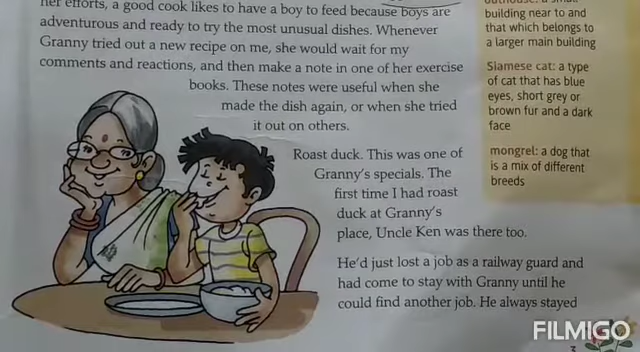 her efforts, a good cook likes to have a boy to feed because boys are
adventurous and ready to try the most unusual dishes. Whenever
Granny tried out a new recipe on me, she would wait for my
comments and reactions, and then make a note in one of her exercise
books. These notes were useful when she
made the dish again, or when she tried
it out on others.
Roast duck. This was one of
Granny's specials. The
first time I had roast
duck at Granny's
place, Uncle Ken was there too.
He'd just lost a job as a railway guard and
had come to stay with Granny until he
could find another job. He always stayed
building near to and
that which belongs to
a larger main building
Siamese cat: a type
of cat that has blue
eyes, short grey or
brown fur and a dark
face
mongrel: a dog that
is a mix of different
breeds
FILMIGO